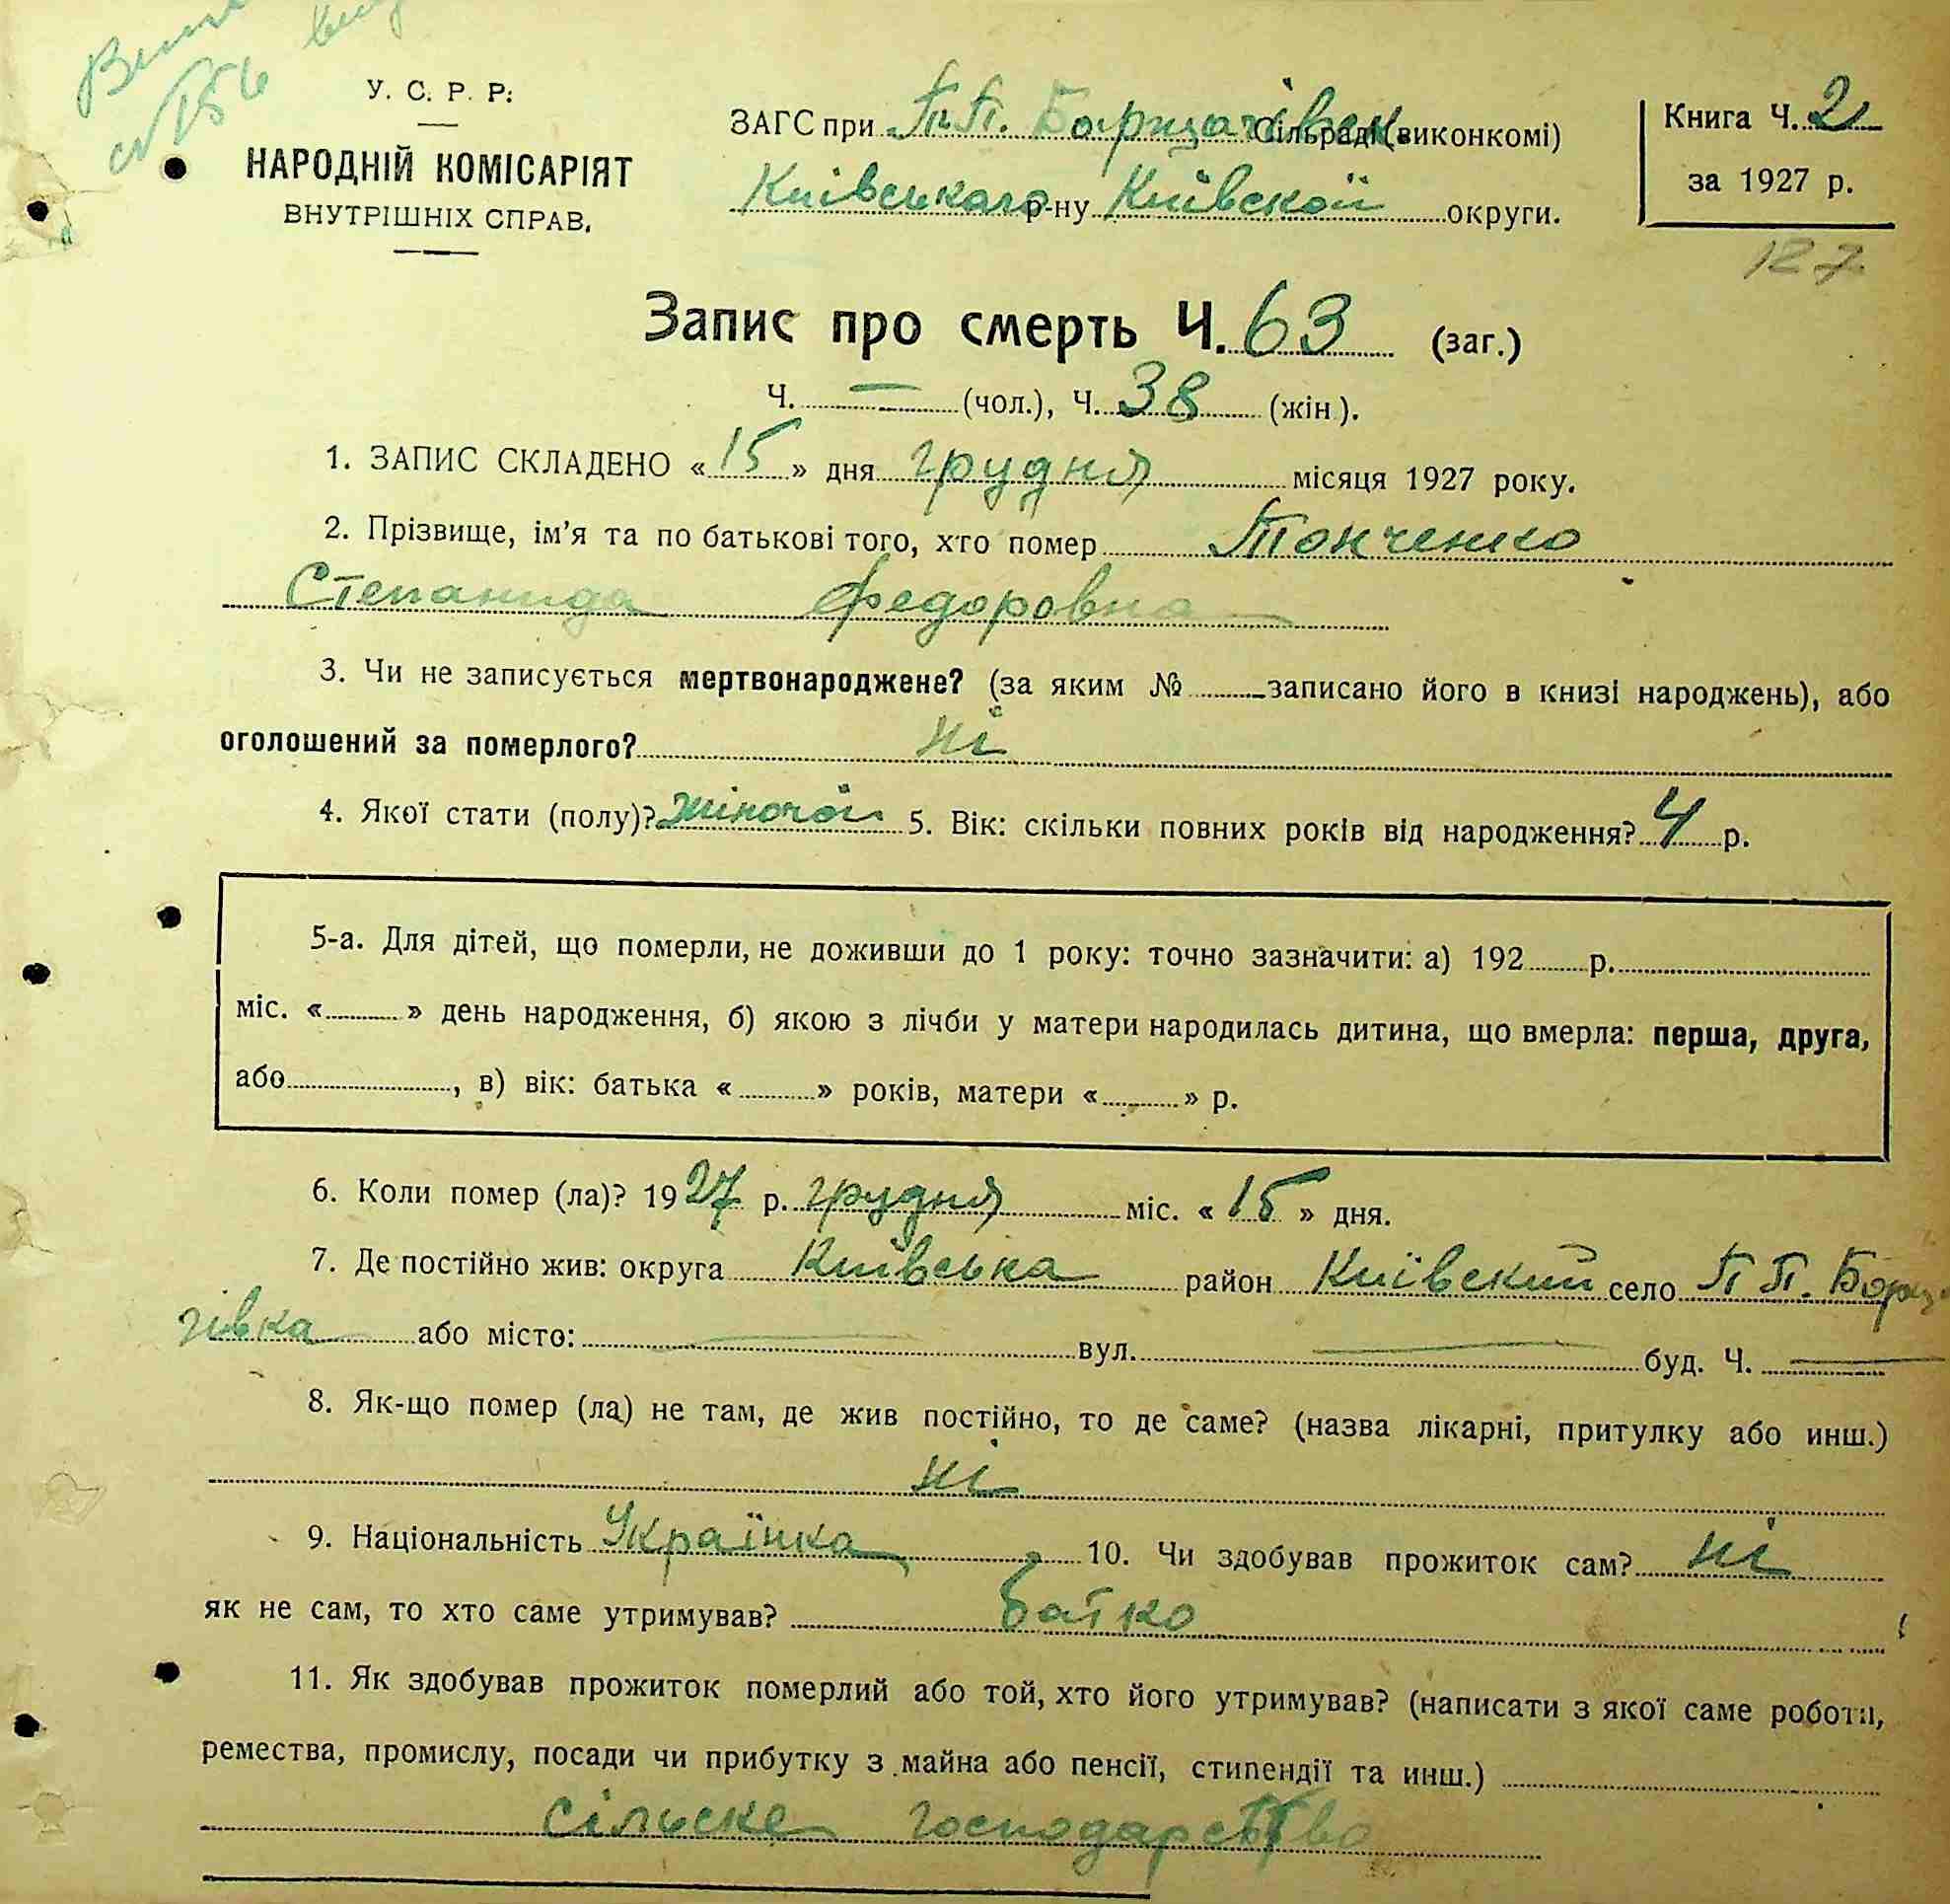 № 156
У. С. Р. Р.
НАРОДНІЙ КОМІСАРІЯТ
ВНУТРІШНІХ СПРАВ.
ЗАГС при П.П. Борщагівск. Сільраді (виконкомі)
Київського р-ну Київской округи.
Книга Ч. 2
за 1927 р.
127
Запис про смерть Ч. 63 (заг.)
Ч. — (чол.), Ч. 38 (жін.).
1. ЗАПИС СКЛАДЕНО «15» дня грудня місяця 1927 року.
2. Прізвище, ім'я та по батькові того, хто помер Тонченко
Степанида Федоровна
3. Чи не записується мертвонароджене? (за яким № записано його в книзі народжень), або
оголошений за померлого? ні
4. Якої стати (полу)? жіночої 5. Вік: скільки повних років від народження? 4 р.
5-а. Для дітей, що померли, не доживши до 1 року: точно зазначити: а) 192 р.
міс. « » день народження, б) якою з лічби у матери народилась дитина, що вмерла: перша, друга,
або , в) вік: батька « » років, матери « » р.
6. Коли помер (ла)? 1927 р. грудня міс. «15» дня.
7. Де постійно жив: округа Київська район Київский село П П. Борща
гівка або місто: — вул. — буд. Ч. —
8. Як-що помер (ла) не там, де жив постійно, то де саме? (назва лікарні, притулку або инш.)
ні
9. Національність Українка 10. Чи здобував прожиток сам? ні
як не сам, то хто саме утримував? батко
11. Як здобував прожиток померлий або той, хто його утримував? (написати з якої саме роботи,
ремества, промислу, посади чи прибутку з майна або пенсії, стипендії та инш.)
сільске господарство